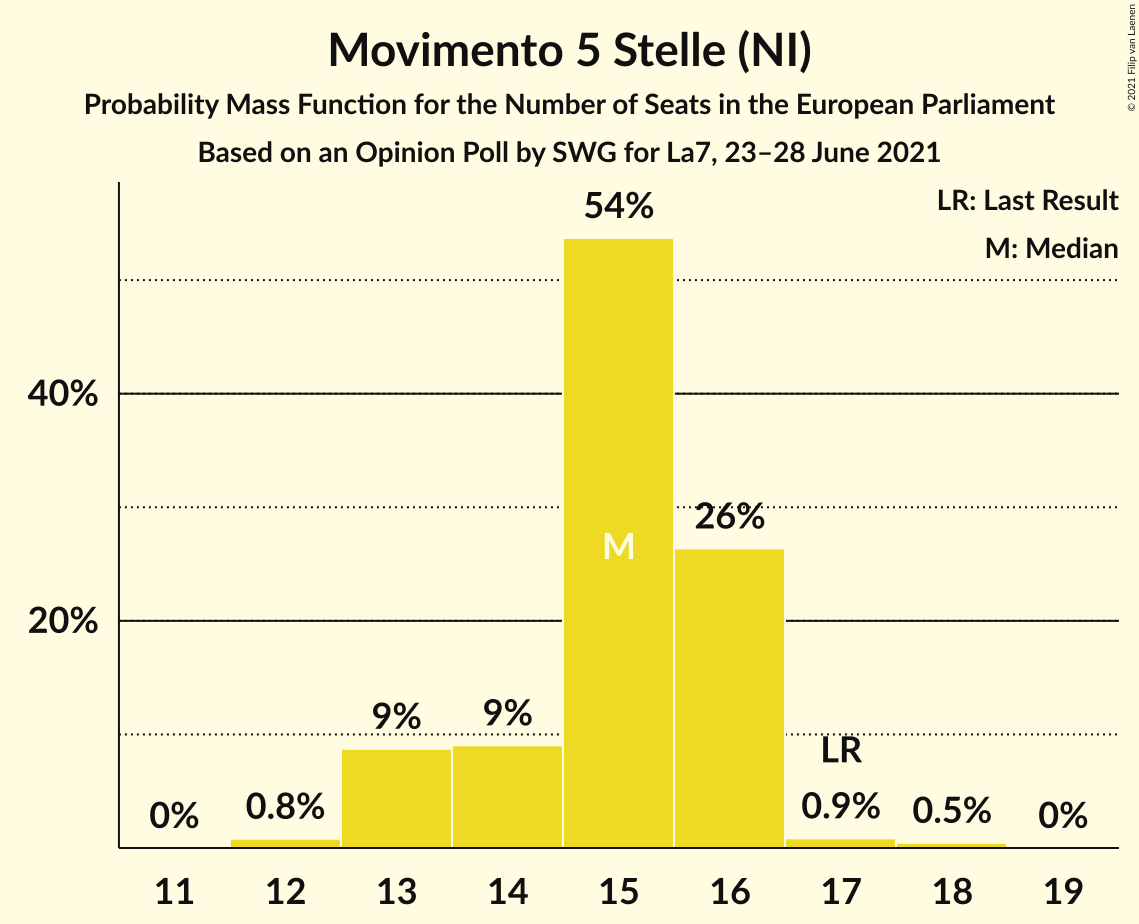 Movimento 5 Stelle (NI)
Probability Mass Function for the Number of Seats in the European Parliament
Based on an Opinion Poll by SWG for La7, 23–28 June 2021
© 2021 Filip van Laenen
LR: Last Result
M: Median
40%
20%
0%
0.8%
9%
9%
54%
M
26%
LR
0.9%
0.5%
0%
11 12 13 14 15 16 17 18 19